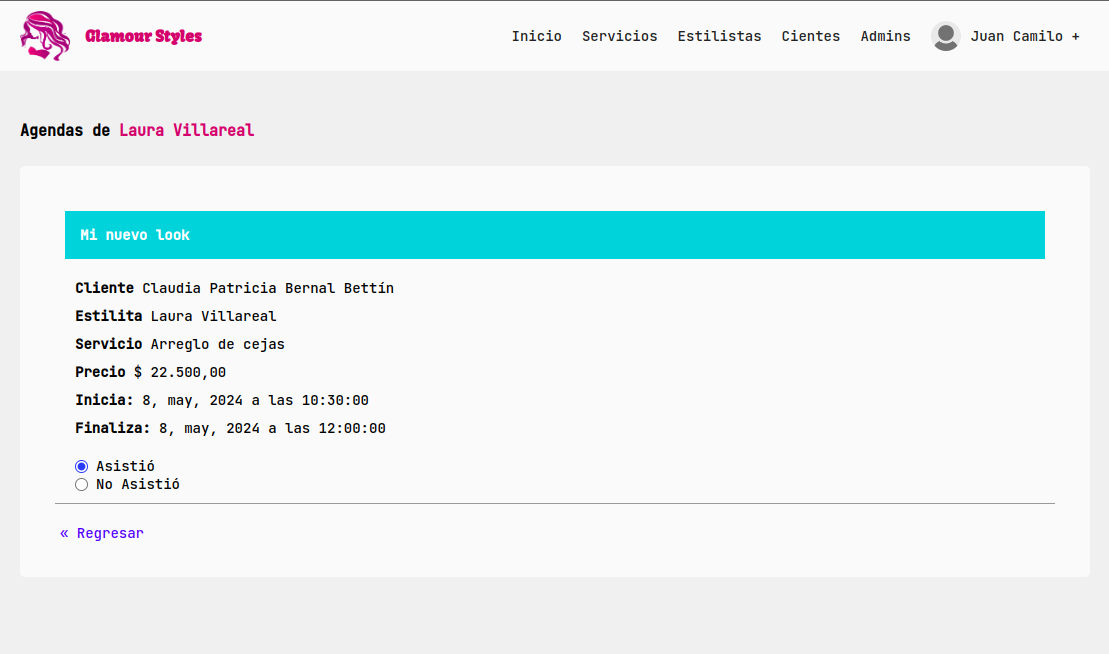 Glamour Styles
Inicio Servicios Estilistas Cientes Admins Juan Camilo +
Agendas de Laura Villareal
Mi nuevo look
Cliente Claudia Patricia Bernal Bettín
Estilita Laura Villareal
Servicio Arreglo de cejas
Precio $ 22.500,00
Inicia: 8, may, 2024 a las 10:30:00
Finaliza: 8, may, 2024 a las 12:00:00
Asistió
No Asistió
« Regresar